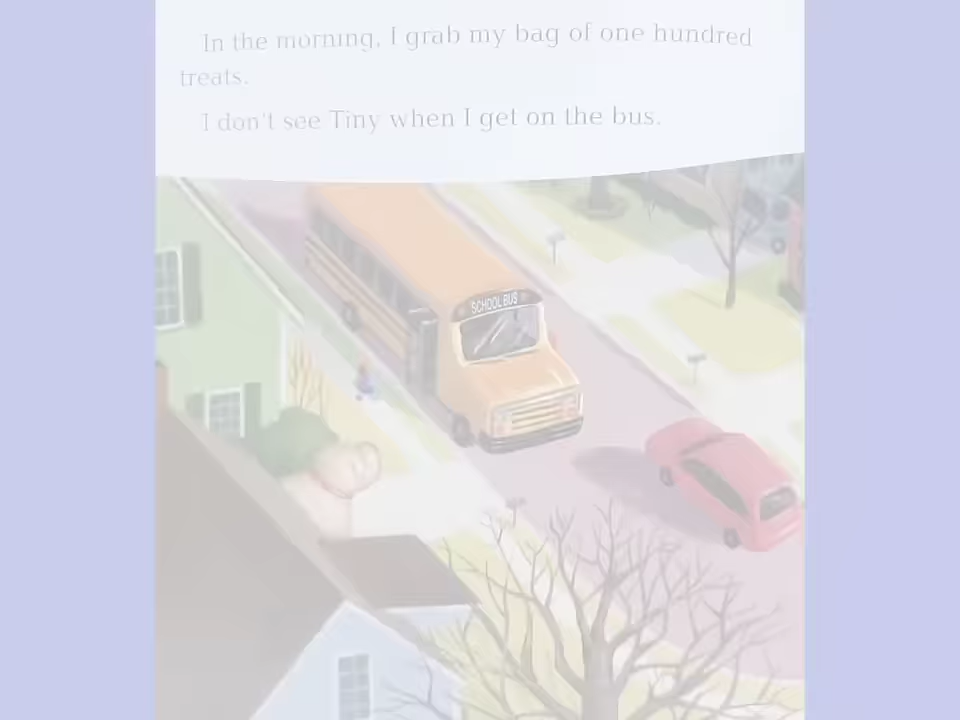 In the morning, I grab my bag of one hundred
treats.
I don't see Tiny when I get on the bus.
SCHOOL BUS